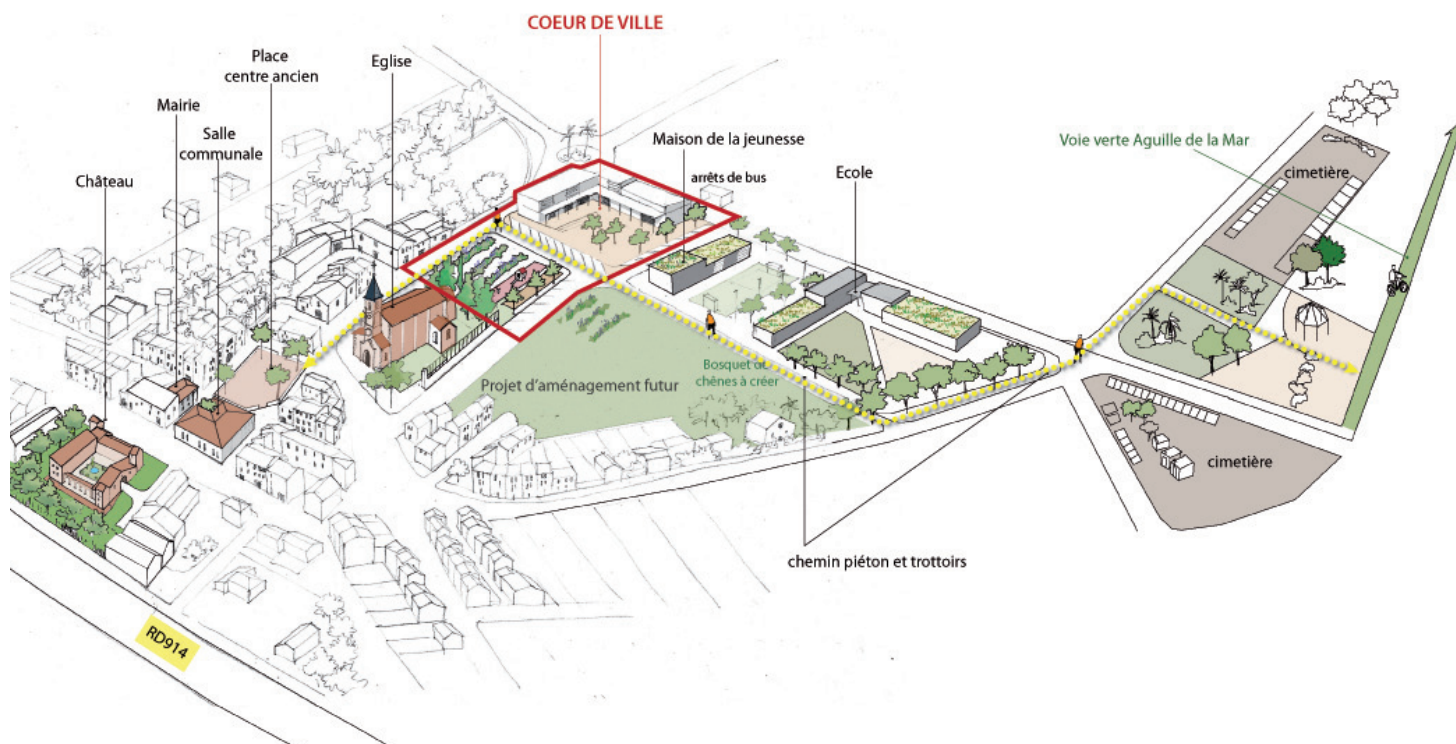 COEUR DE VILLE
Place
centre ancien
Eglise
Mairie
Salle
communale
Château
Maison de la jeunesse
arrêts de bus
Ecole
Voie verte Aguille de la Mar
cimetière
Projet d'aménagement futur
Bosquet de
chênes à créer
cimetière
chemin piéton et trottoirs
RD914